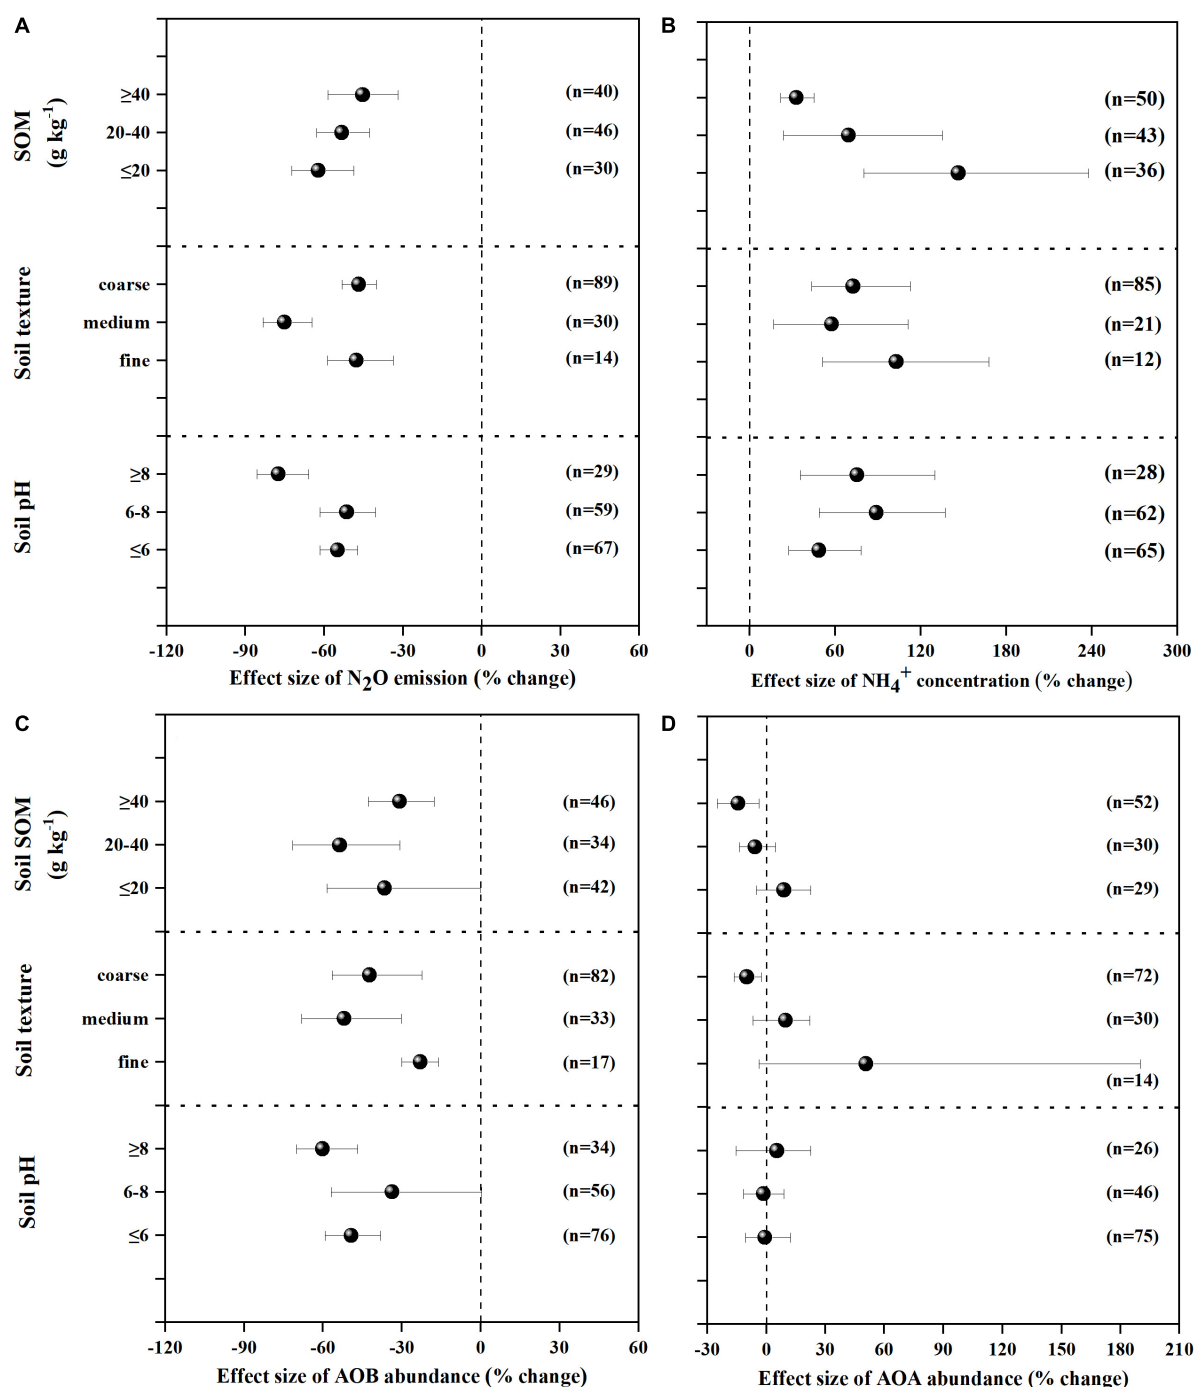 A
SOM
(g kg⁻¹)
≥40
20-40
≤20
(n=40)
(n=46)
(n=30)
Soil texture
coarse
medium
fine
(n=89)
(n=30)
(n=14)
Soil pH
≥8
6-8
≤6
(n=29)
(n=59)
(n=67)
-120 -90 -60 -30 0 30 60
Effect size of N₂O emission (% change)
B
(n=50)
(n=43)
(n=36)
(n=85)
(n=21)
(n=12)
(n=28)
(n=62)
(n=65)
0 60 120 180 240 300
Effect size of NH₄⁺ concentration (% change)
C
Soil SOM
(g kg⁻¹)
≥40
20-40
≤20
(n=46)
(n=34)
(n=42)
Soil texture
coarse
medium
fine
(n=82)
(n=33)
(n=17)
Soil pH
≥8
6-8
≤6
(n=34)
(n=56)
(n=76)
-120 -90 -60 -30 0 30 60
Effect size of AOB abundance (% change)
D
(n=52)
(n=30)
(n=29)
(n=72)
(n=30)
(n=14)
(n=26)
(n=46)
(n=75)
-30 0 30 60 90 120 150 180 210
Effect size of AOA abundance (% change)